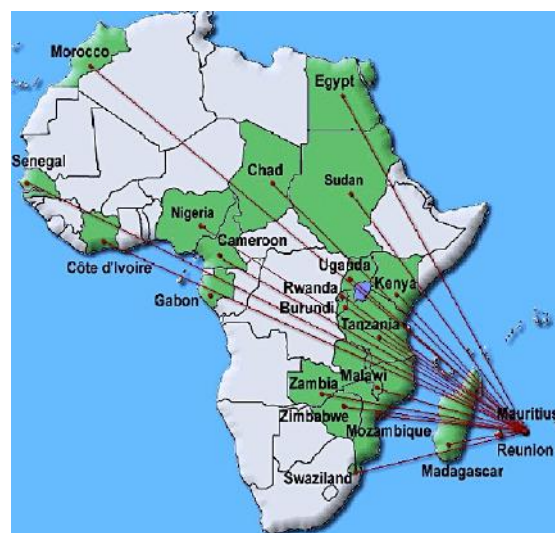 Morocco
Egypt
Senegal
Chad
Sudan
Nigeria
Cameroon
Côte d'Ivoire
Uganda
Gabon
Rwanda
Kenya
Burundi
Tanzania
Malawi
Zambia
Zimbabwe
Mozambique
Mauritius
Reunion
Madagascar
Swaziland